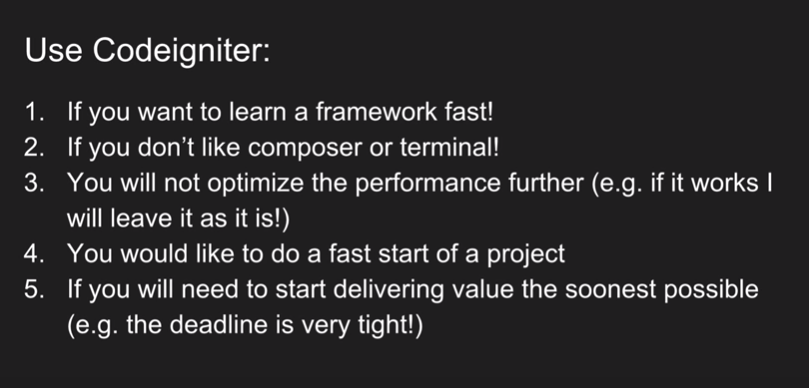 Use Codeigniter:
1. If you want to learn a framework fast!
2. If you don’t like composer or terminal!
3. You will not optimize the performance further (e.g. if it works I
will leave it as it is!)
4. You would like to do a fast start of a project
5. If you will need to start delivering value the soonest possible
(e.g. the deadline is very tight!)